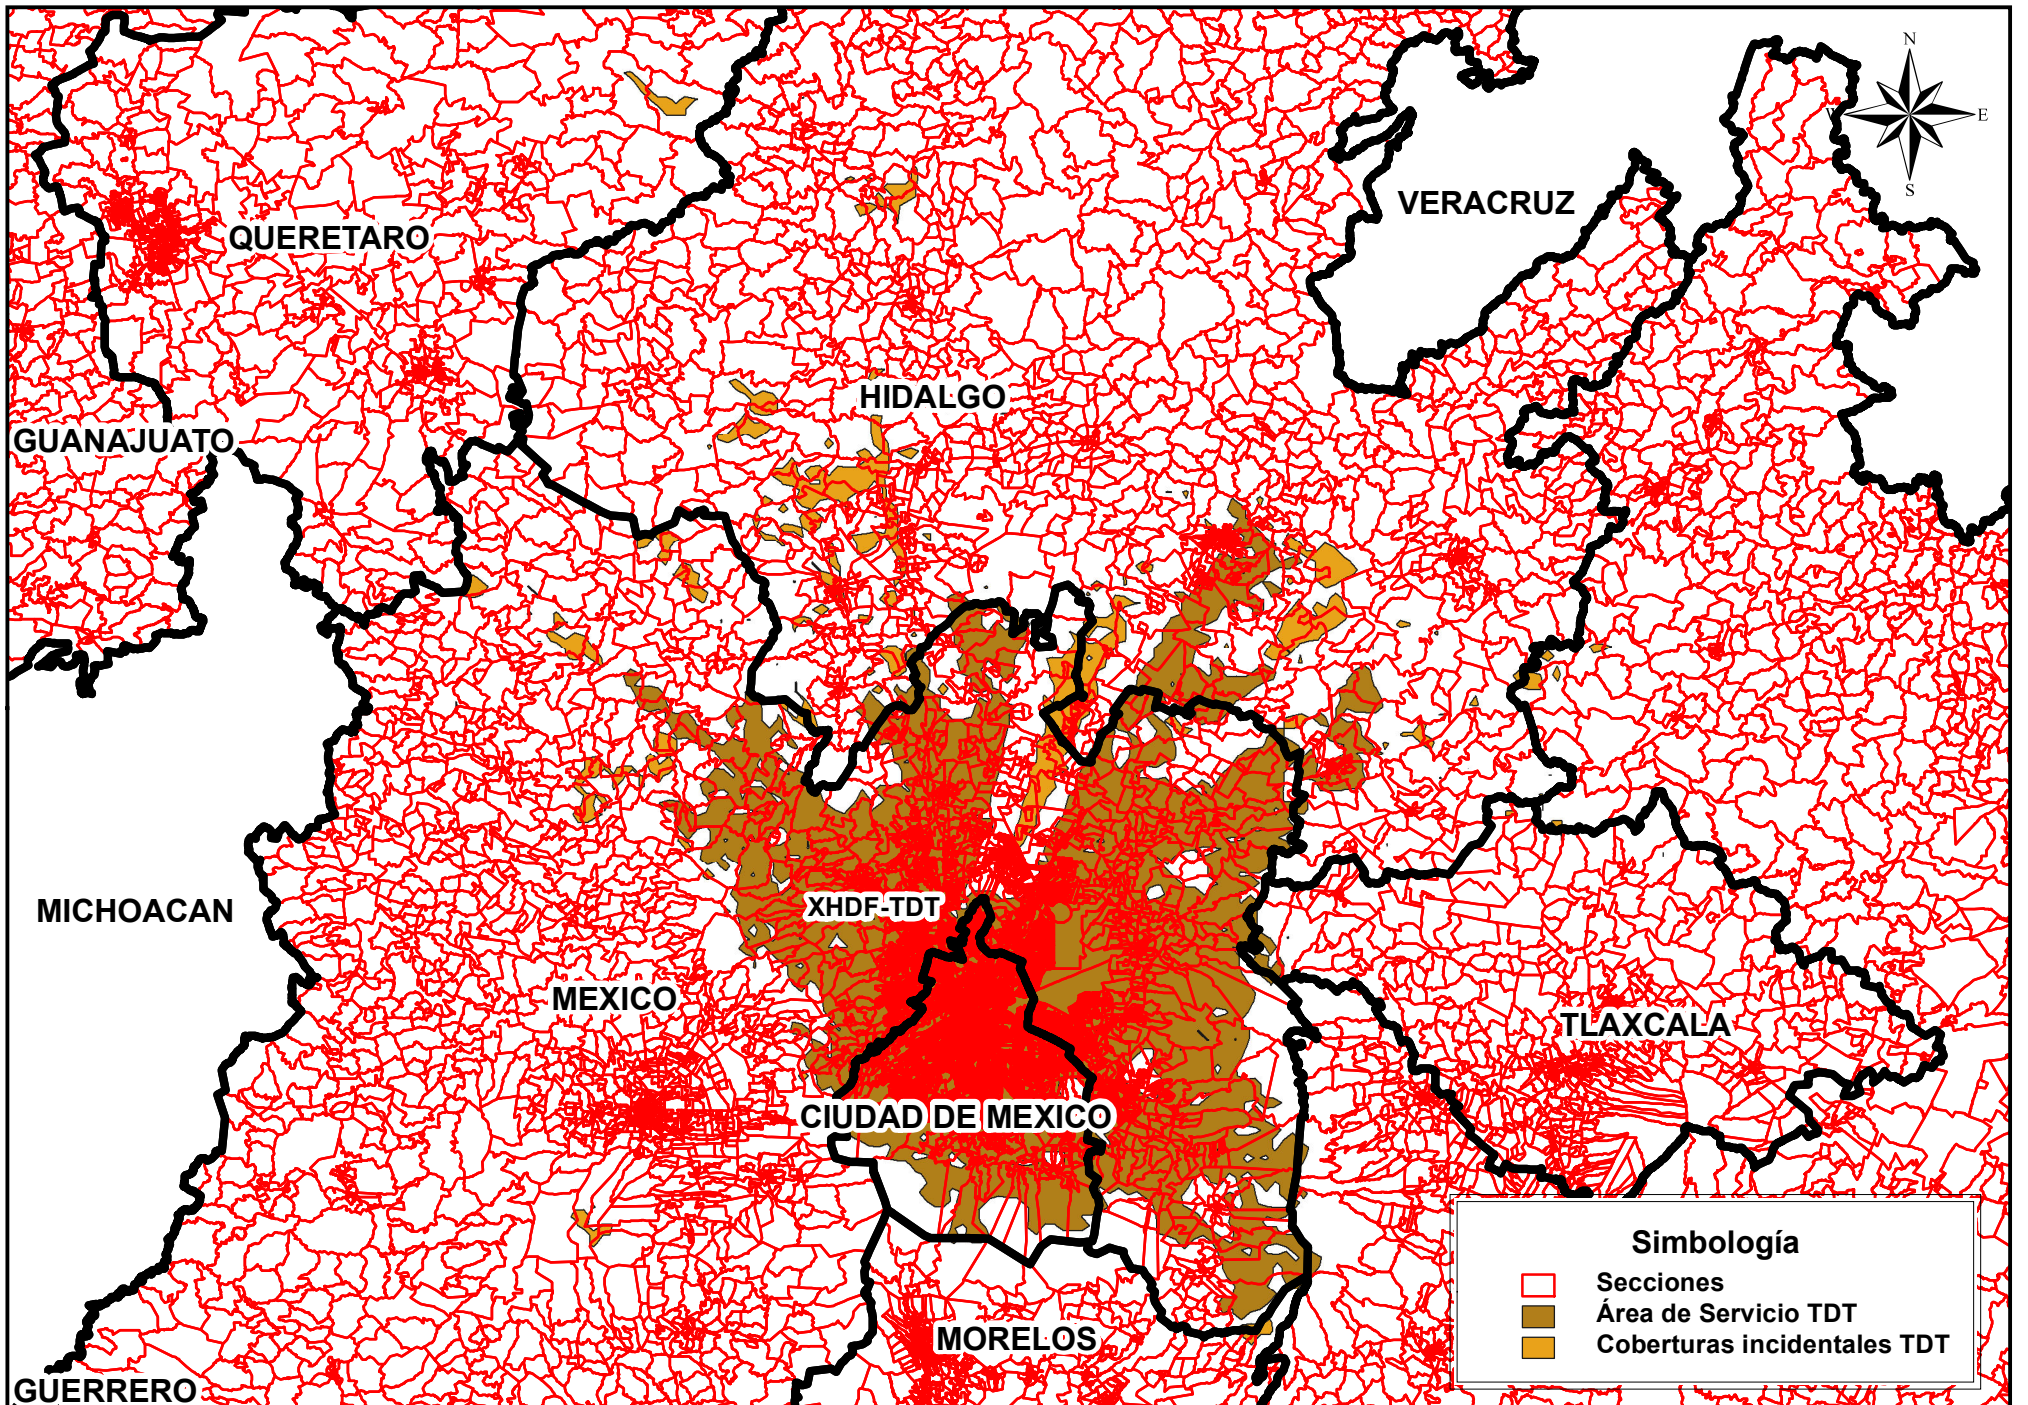 N
E
S
VERACRUZ
QUERETARO
HIDALGO
GUANAJUATO
XHDF-TDT
MICHOACAN
MEXICO
TLAXCALA
CIUDAD DE MEXICO
MORELOS
GUERRERO
Simbología
Secciones
Área de Servicio TDT
Coberturas incidentales TDT